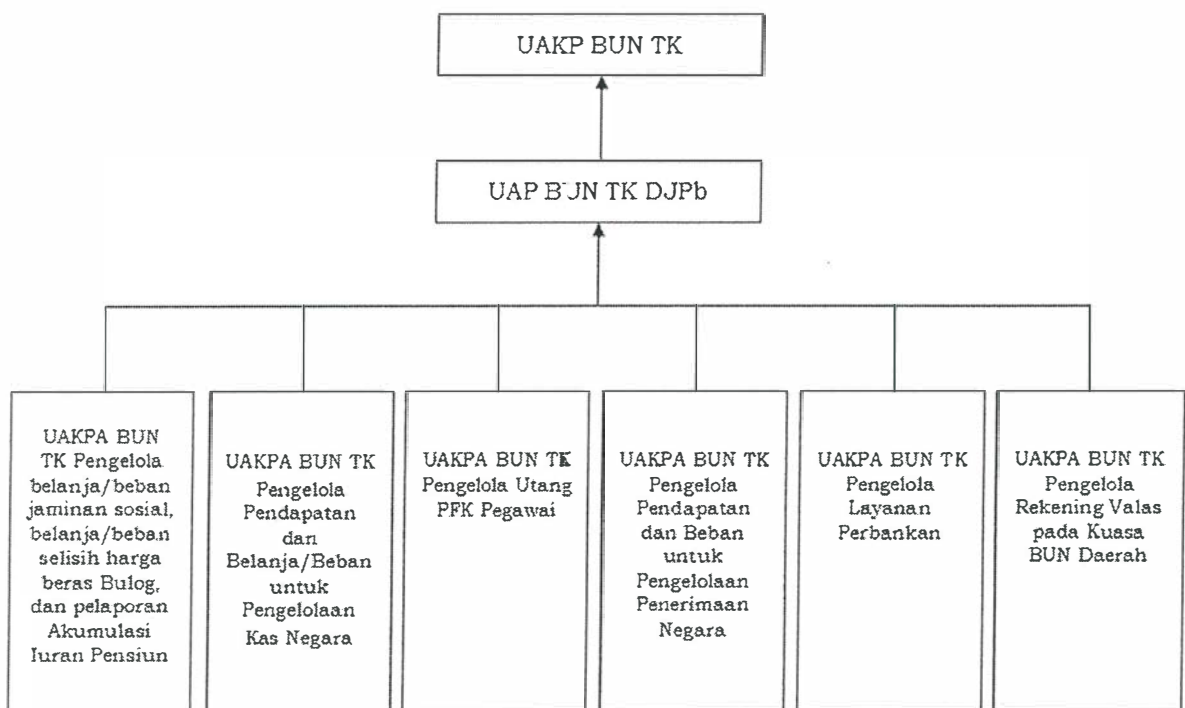 UAKP BUN TK
UAP BUN TK DJPb
UAKPA BUN
TK Pengelola
belanja/beban
jaminan sosial,
belanja/beban
selisih harga
beras Bulog,
dan pelaporan
Akumulasi
Iuran Pensiun
UAKPA BUN TK
Pengelola
Pendapatan
dan
Belanja/Beban
untuk
Pengelolaan
Kas Negara
UAKPA BUN TK
Pengelola Utang
PFK Pegawai
UAKPA BUN TK
Pengelola
Pendapatan
dan Beban
untuk
Pengelolaan
Penerimaan
Negara
UAKPA BUN TK
Pengelola
Layanan
Perbankan
UAKPA BUN TK
Pengelola
Rekening Valas
pada Kuasa
BUN Daerah